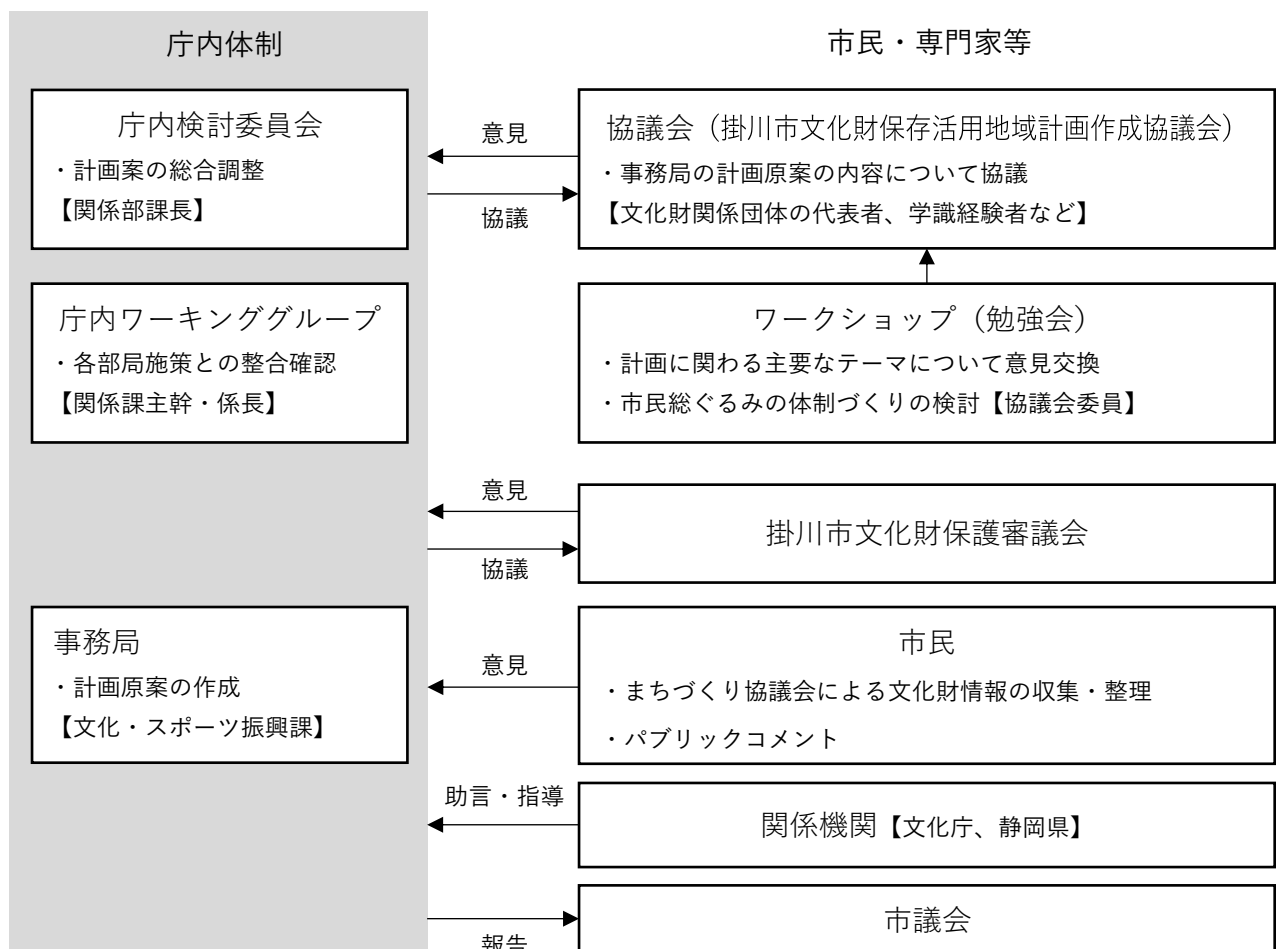 庁内体制
市民・専門家等
庁内検討委員会
・計画案の総合調整
【関係部課長】
意見
協議
協議会（掛川市文化財保存活用地域計画作成協議会）
・事務局の計画原案の内容について協議
【文化財関係団体の代表者、学識経験者など】
庁内ワーキンググループ
・各部局施策との整合確認
【関係課主幹・係長】
ワークショップ（勉強会）
・計画に関わる主要なテーマについて意見交換
・市民総ぐるみの体制づくりの検討【協議会委員】
意見
協議
掛川市文化財保護審議会
事務局
・計画原案の作成
【文化・スポーツ振興課】
意見
市民
・まちづくり協議会による文化財情報の収集・整理
・パブリックコメント
助言・指導
関係機関【文化庁、静岡県】
報告
市議会